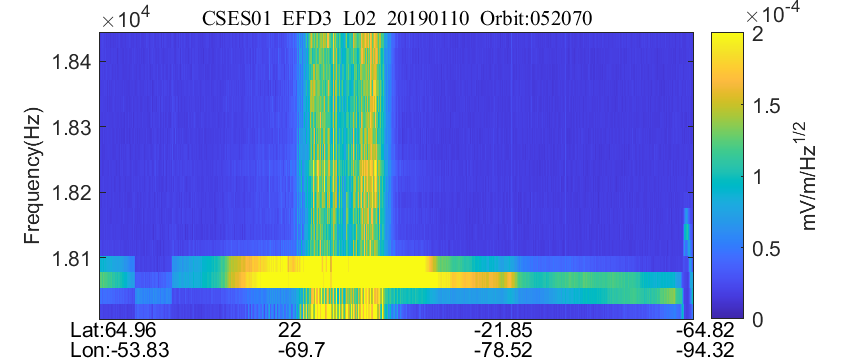 ×10⁴ CSES01 EFD3 L02 20190110 Orbit:052070 ×10⁻⁴
1.84
1.83
1.82
1.81
Frequency(Hz)
2
1.5
1
0.5
0
mV/m/Hz^1/2
Lat:64.96 22 -21.85 -64.82
Lon:-53.83 -69.7 -78.52 -94.32